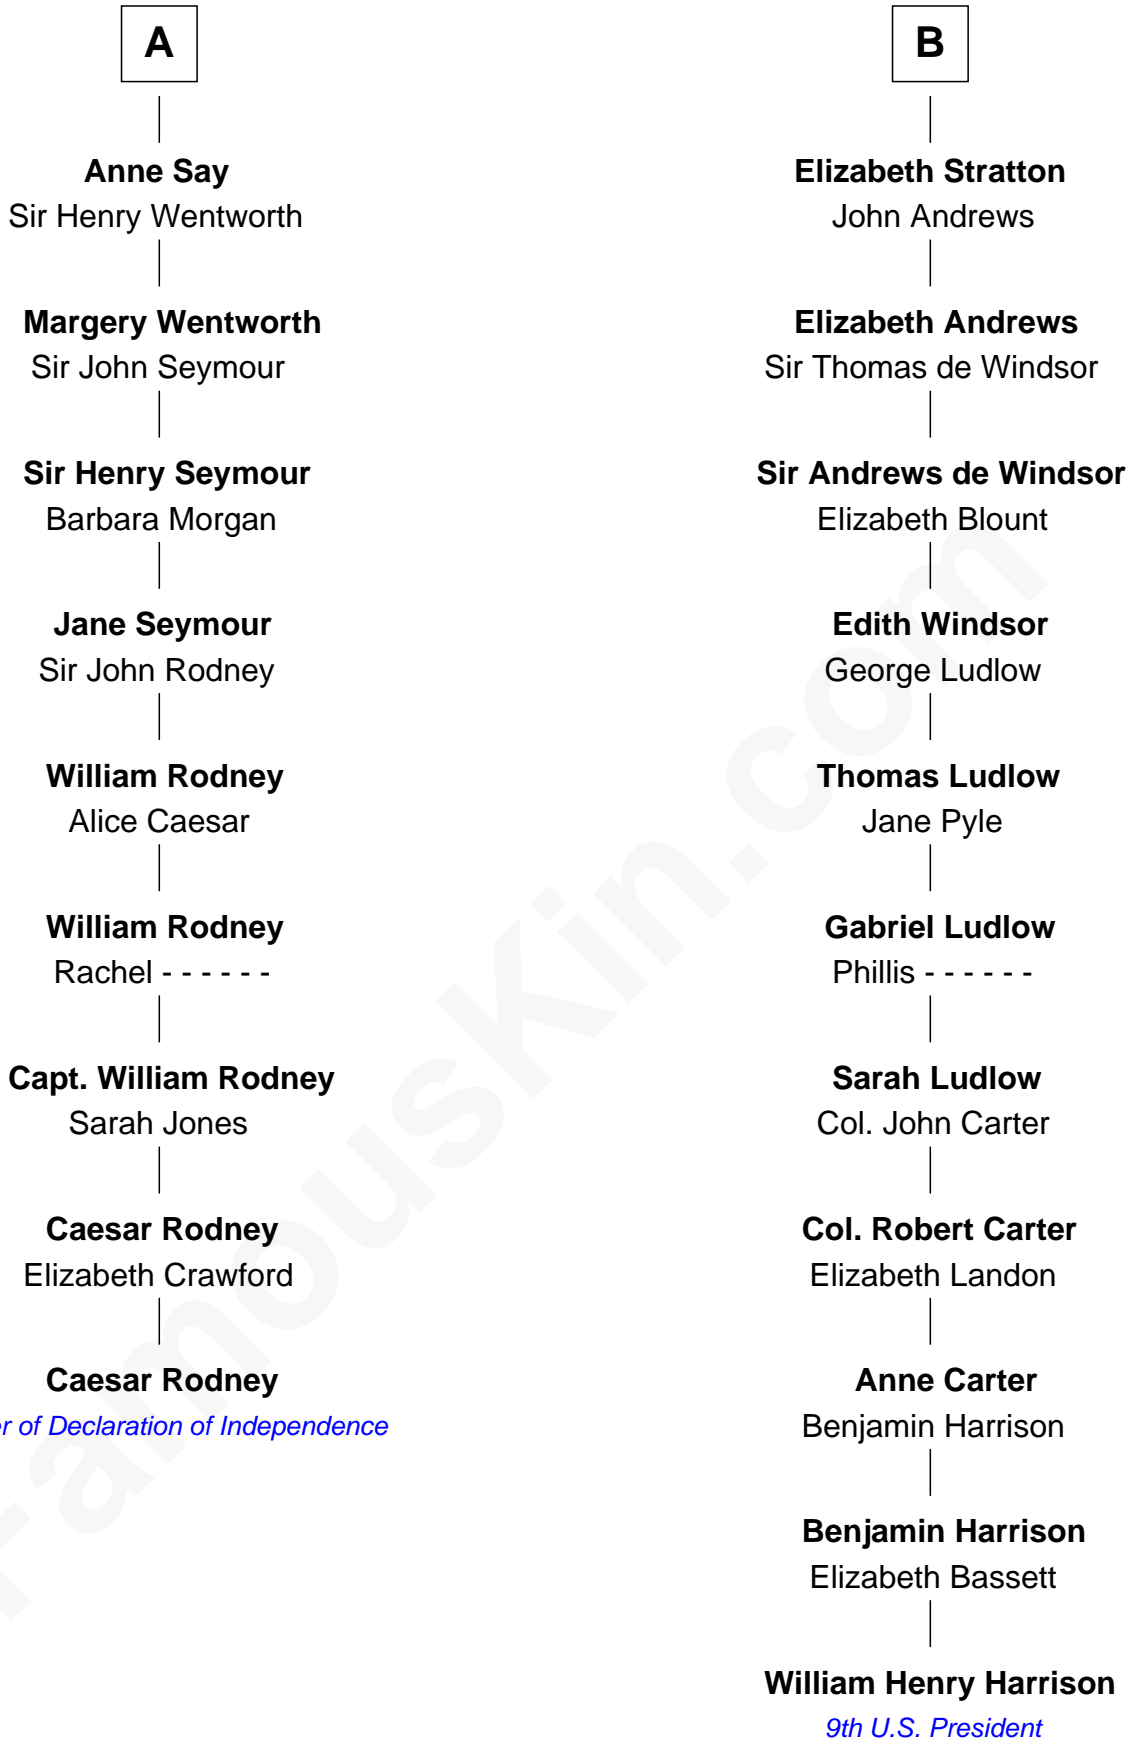 A
Anne Say
Sir Henry Wentworth
Margery Wentworth
Sir John Seymour
Sir Henry Seymour
Barbara Morgan
Jane Seymour
Sir John Rodney
William Rodney
Alice Caesar
William Rodney
Rachel - - - - - -
Capt. William Rodney
Sarah Jones
Caesar Rodney
Elizabeth Crawford
Caesar Rodney
er of Declaration of Independence
B
Elizabeth Stratton
John Andrews
Elizabeth Andrews
Sir Thomas de Windsor
Sir Andrews de Windsor
Elizabeth Blount
Edith Windsor
George Ludlow
Thomas Ludlow
Jane Pyle
Gabriel Ludlow
Phillis - - - - - -
Sarah Ludlow
Col. John Carter
Col. Robert Carter
Elizabeth Landon
Anne Carter
Benjamin Harrison
Benjamin Harrison
Elizabeth Bassett
William Henry Harrison
9th U.S. President
FamousKin.com